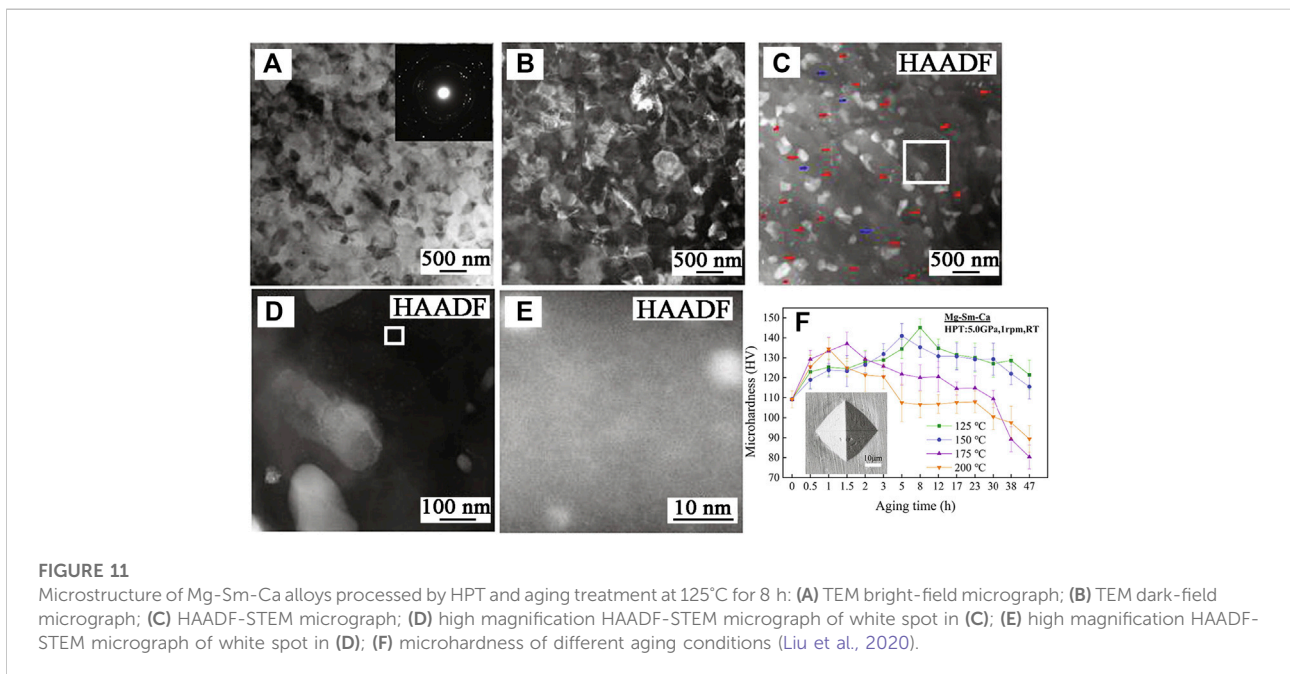 A
500 nm
B
500 nm
C
HAADF
500 nm
D
HAADF
100 nm
E
HAADF
10 nm
F
Mg-Sm-Ca
HPT:5.0GPa,1rpm,RT
Microhardness (HV)
150
140
130
120
110
100
90
80
70
10μm
125 °C
150 °C
175 °C
200 °C
0 0.5 1 1.5 2 3 5 8 12 17 23 30 38 47
Aging time (h)
FIGURE 11
Microstructure of Mg-Sm-Ca alloys processed by HPT and aging treatment at 125°C for 8 h: (A) TEM bright-field micrograph; (B) TEM dark-field
micrograph; (C) HAADF-STEM micrograph; (D) high magnification HAADF-STEM micrograph of white spot in (C); (E) high magnification HAADF-
STEM micrograph of white spot in (D); (F) microhardness of different aging conditions (Liu et al., 2020).